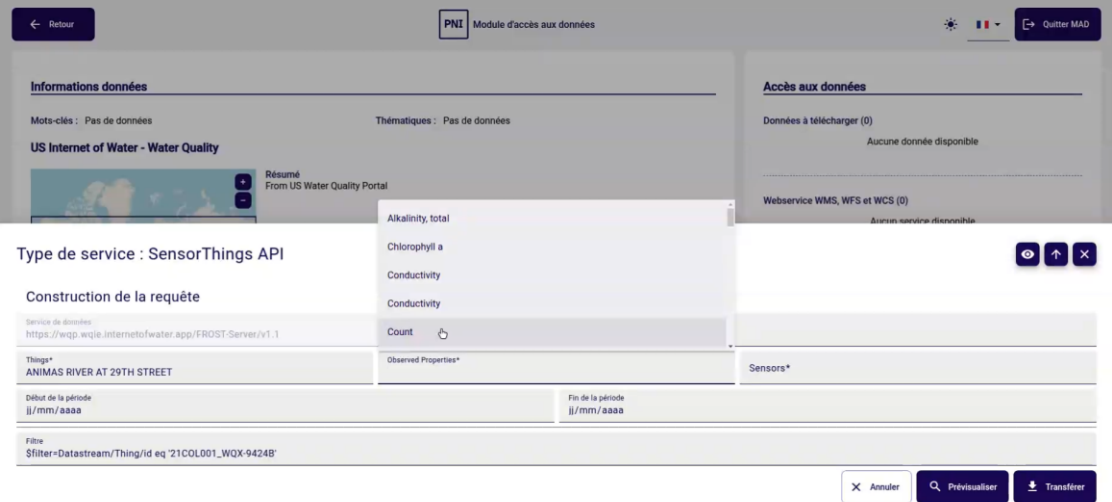 Retour
PNI Module d'accès aux données
Quitter MAD
Informations données
Accès aux données
Mots-clés : Pas de données
Thématiques : Pas de données
Données à télécharger (0)
Aucune donnée disponible
US Internet of Water - Water Quality
Résumé
From US Water Quality Portal
Webservice WMS, WFS et WCS (0)
Aucun service disponible
Alkalinity, total
Chlorophyll a
Conductivity
Conductivity
Count
Type de service : SensorThings API
Construction de la requête
Service de données
https://wqp.wqie.internetofwater.app/FROST-Server/v1.1
Things*
ANIMAS RIVER AT 29TH STREET
Observed Properties*
Sensors*
Début de la période
jj/mm/aaaa
Fin de la période
jj/mm/aaaa
Filtre
$filter=Datastream/Thing/id eq '21COL001_WQX-9424B'
Annuler
Prévisualiser
Transférer